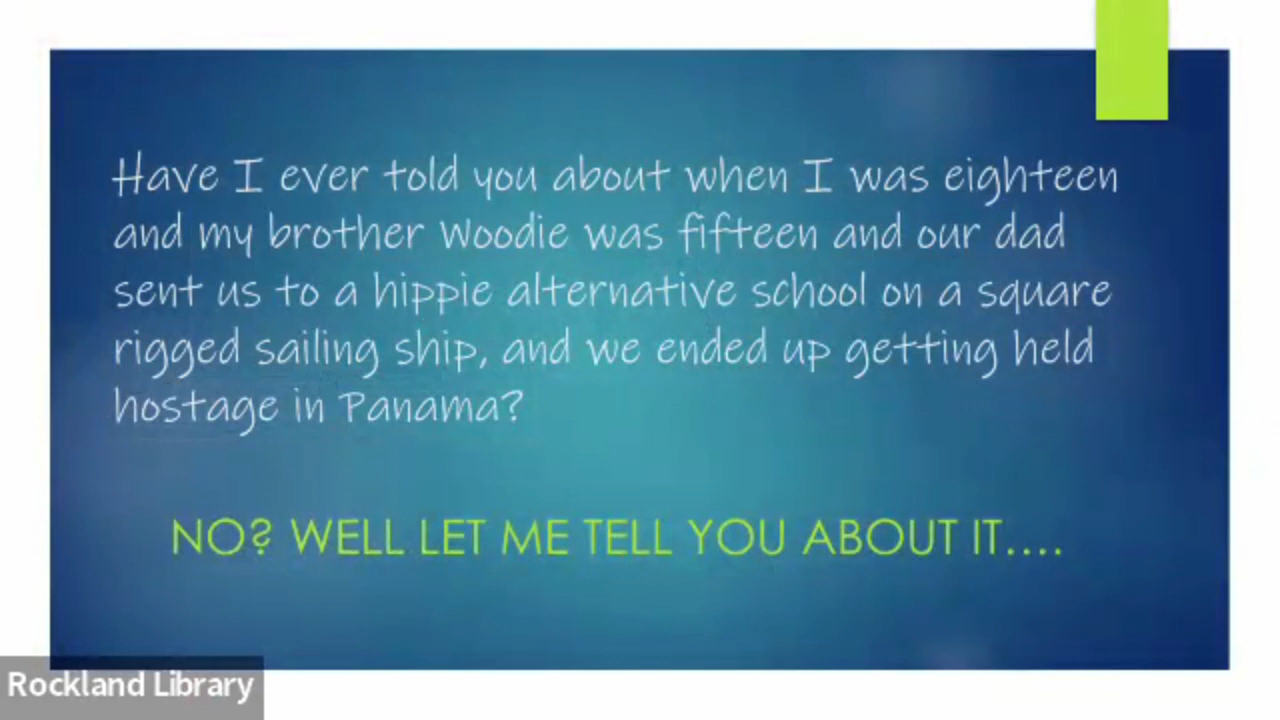 Have I ever told you about when I was eighteen
and my brother Woodie was fifteen and our dad
sent us to a hippie alternative school on a square
rigged sailing ship, and we ended up getting held
hostage in Panama?
NO? WELL LET ME TELL YOU ABOUT IT....
Rockland Library